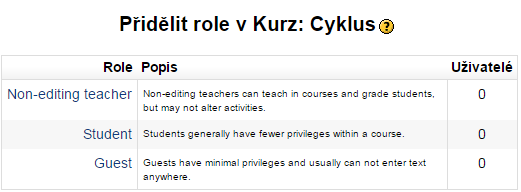 Přidělit role v Kurz: Cyklus ?
Role Popis Uživatelé
Non-editing teacher Non-editing teachers can teach in courses and grade students, 0
but may not alter activities.
Student Students generally have fewer privileges within a course. 0
Guest Guests have minimal privileges and usually can not enter text 0
anywhere.